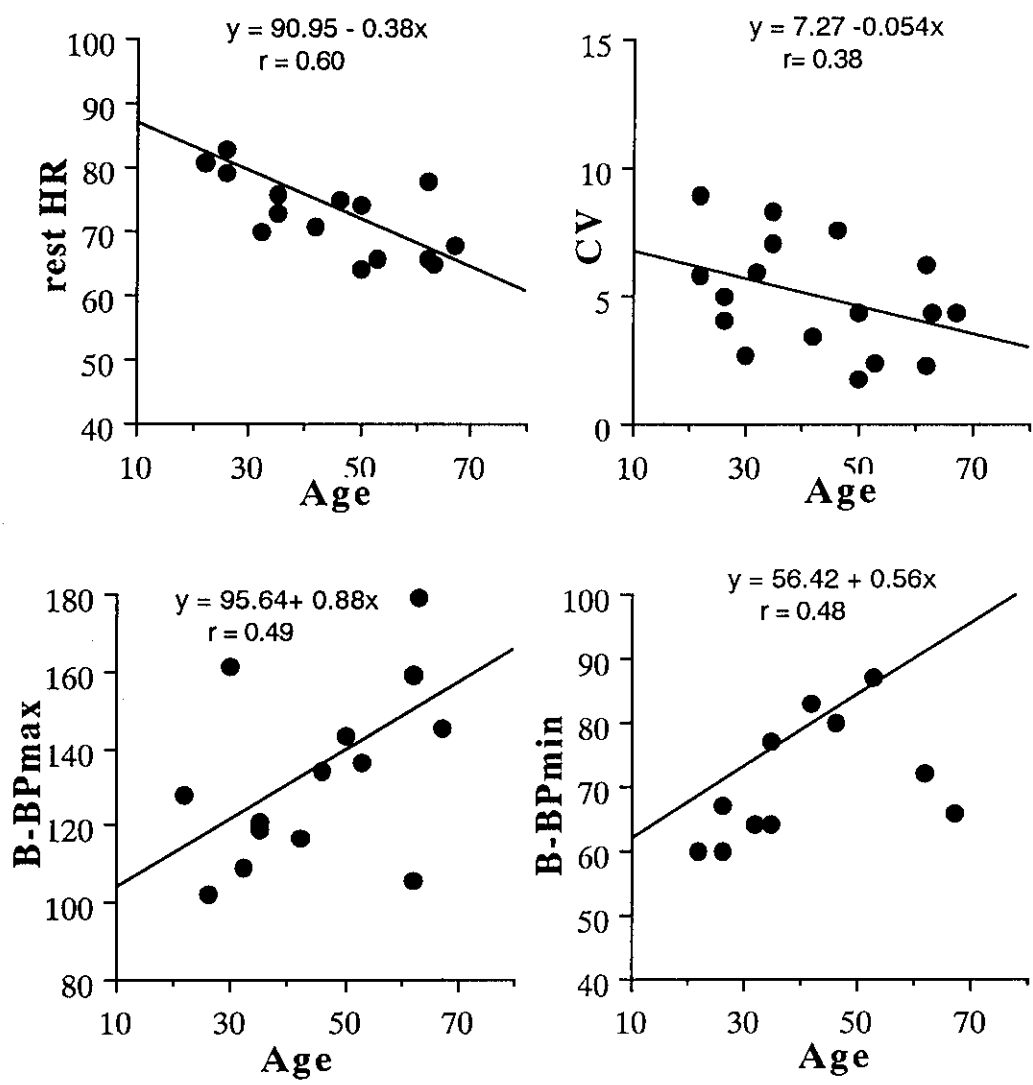 y = 90.95 - 0.38x
r = 0.60
100
90
80
70
60
50
40
rest HR
10 30 50 70
Age
y = 7.27 -0.054x
r= 0.38
15
10
5
0
CV
10 30 50 70
Age
y = 95.64+ 0.88x
r = 0.49
180
160
140
120
100
80
B-BPmax
10 30 50 70
Age
y = 56.42 + 0.56x
r = 0.48
100
90
80
70
60
50
40
B-BPmin
10 30 50 70
Age